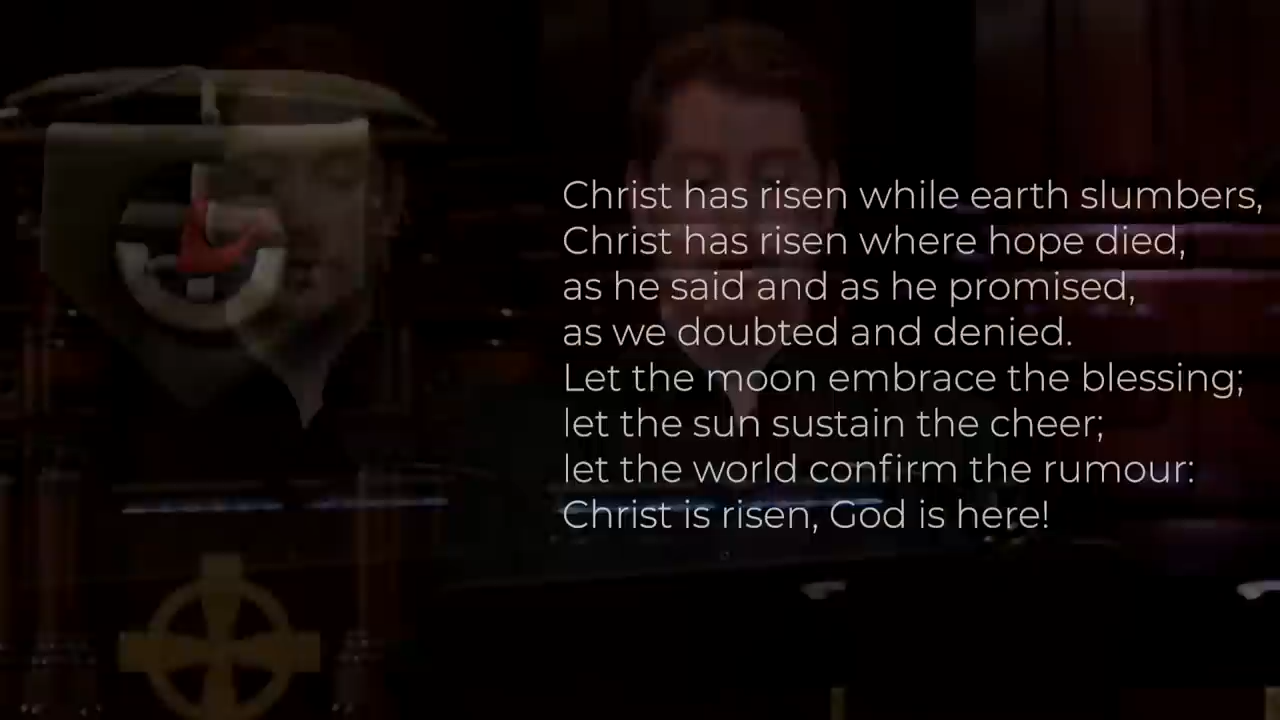 Christ has risen while earth slumbers,
Christ has risen where hope died,
as he said and as he promised,
as we doubted and denied.
Let the moon embrace the blessing;
let the sun sustain the cheer;
let the world confirm the rumour:
Christ is risen, God is here!